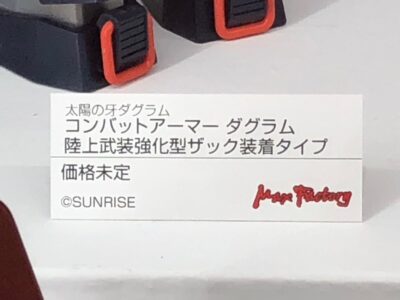 太陽の牙ダグラム
コンバットアーマー ダグラム
陸上武装強化型ザック装着タイプ
価格未定
©SUNRISE
Max Factory